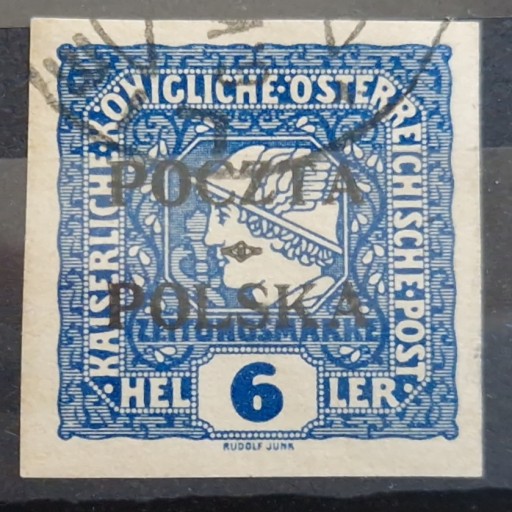 KAISERLICHE·KÖNIGLICHE·ÖSTERREICHISCHE·POST·
POCZTA
POLSKA
ZEITUNGSMARKE
HEL 6 LER
RUDOLF JUNK